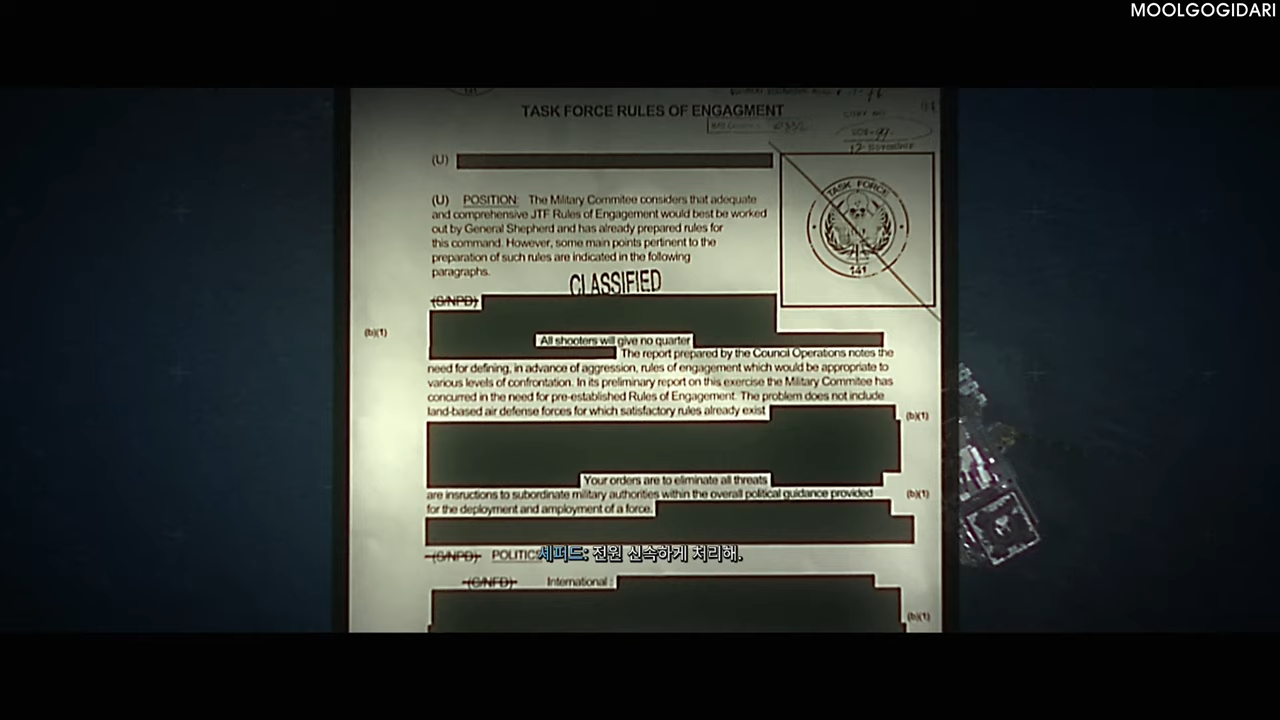 MOOLGOGIDARI
TASK FORCE RULES OF ENGAGMENT
(U)
TASK FORCE
141
(U) POSITION: The Military Commitee considers that adequate
and comprehensive JTF Rules of Engagement would best be worked
out by General Shepherd and has already prepared rules for
this command. However, some main points pertinent to the
preparation of such rules are indicated in the following
paragraphs.
CLASSIFIED
(S/NPD)
(b)(1)
All shooters will give no quarter
The report prepared by the Council Operations notes the
need for defining, in advance of aggression, rules of engagement which would be appropriate to
various levels of confrontation. In its preliminary report on this exercise the Military Commitee has
concurred in the need for pre-established Rules of Engagement. The problem does not include
land-based air defense forces for which satisfactory rules already exist
(b)(1)
Your orders are to eliminate all threats
are insructions to subordinate military authorities within the overall political guidance provided
(b)(1)
for the deployment and ampployment of a force.
POLITIC
셰퍼드: 전원 신속하게 처리해.
International :
(b)(1)